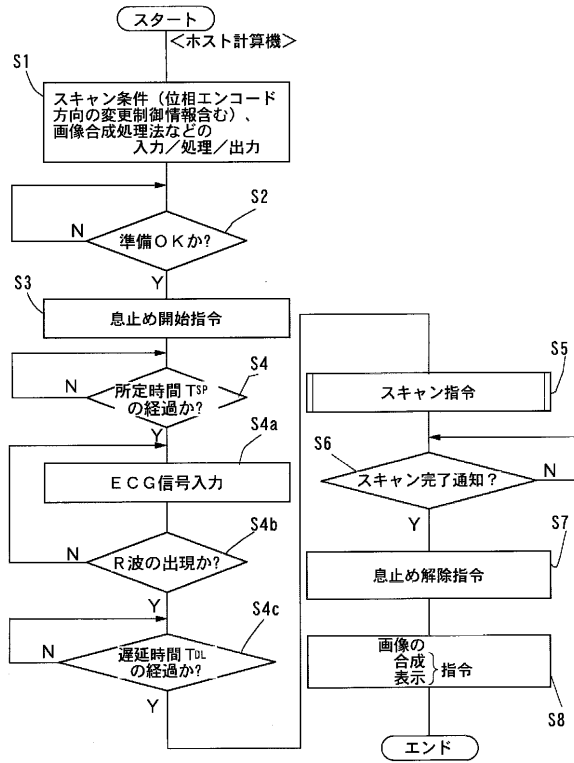 スタート
<ホスト計算機>
S1
スキャン条件（位相エンコード
方向の変更制御情報含む）、
画像合成処理法などの
入力／処理／出力
S2
準備OKか?
N
Y
S3
息止め開始指令
S4
所定時間TSP
の経過か?
N
Y
S4a
ECG信号入力
S4b
R波の出現か?
N
Y
S4c
遅延時間TDL
の経過か?
N
Y
S5
スキャン指令
S6
スキャン完了通知？
N
Y
S7
息止め解除指令
画像の
合成
表示
指令
S8
エンド